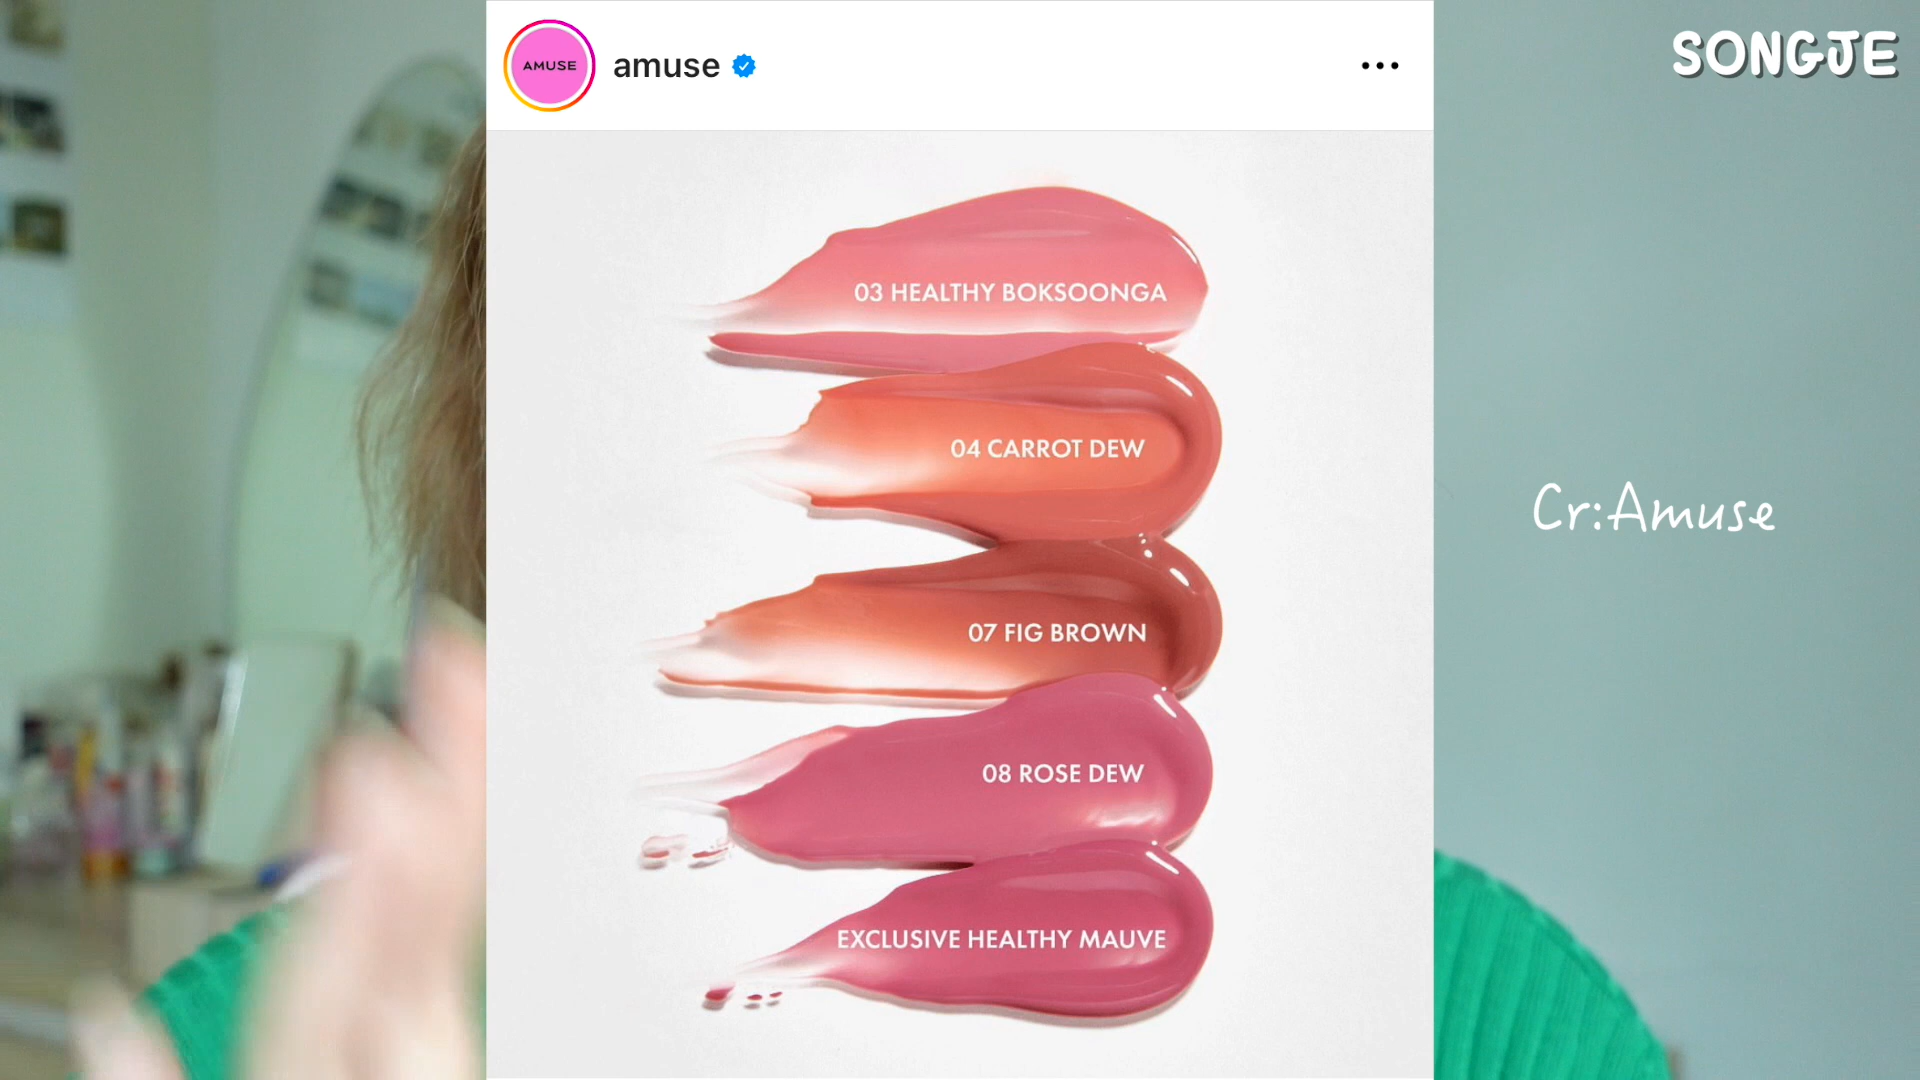 AMUSE
amuse
SONGJE
03 HEALTHY BOKSOONGA
04 CARROT DEW
Cr:Amuse
07 FIG BROWN
08 ROSE DEW
EXCLUSIVE HEALTHY MAUVE